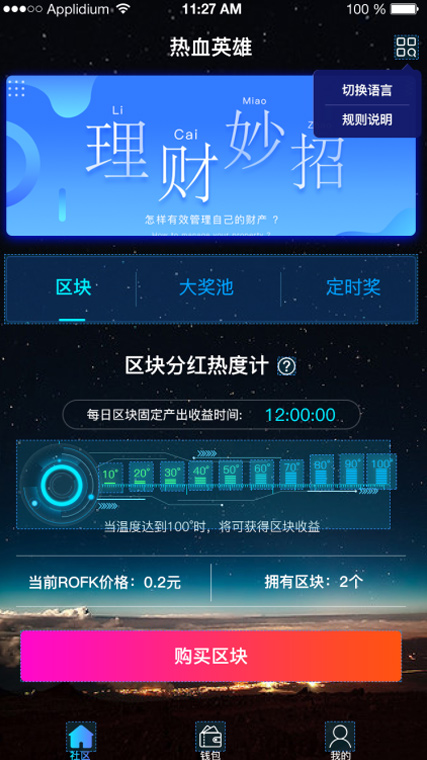 Applidium 11:27 AM 100 %
热血英雄
切换语言
规则说明
Li
Cai
Miao
理财妙招
怎样有效管理自己的财产 ？
区块 大奖池 定时奖
区块分红热度计 ?
每日区块固定产出收益时间: 12:00:00
10° 20° 30° 40° 50° 60° 70° 80° 90° 100°
当温度达到100°时，将可获得区块收益
当前ROFK价格：0.2元 拥有区块：2个
购买区块
社区 钱包 我的